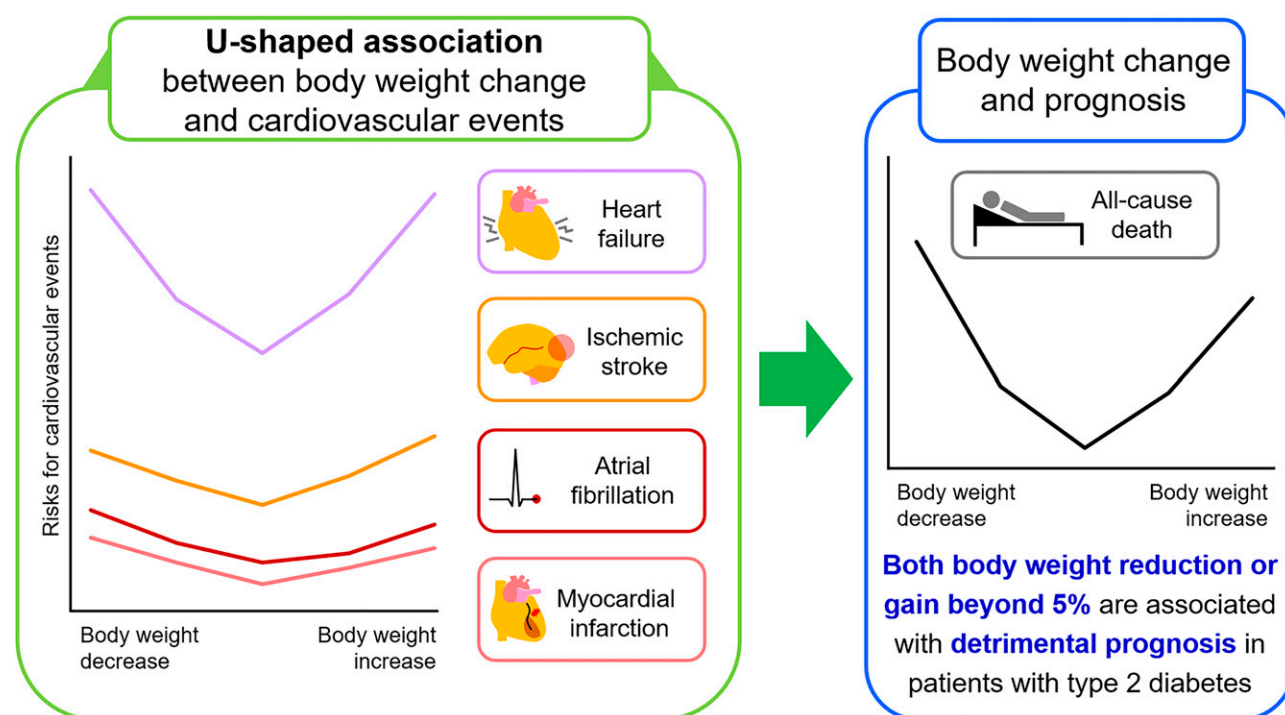 U-shaped association
between body weight change
and cardiovascular events
Risks for cardiovascular events
Heart
failure
Ischemic
stroke
Atrial
fibrillation
Myocardial
infarction
Body weight
decrease
Body weight
increase
Body weight change
and prognosis
All-cause
death
Body weight
decrease
Body weight
increase
Both body weight reduction or
gain beyond 5% are associated
with detrimental prognosis in
patients with type 2 diabetes